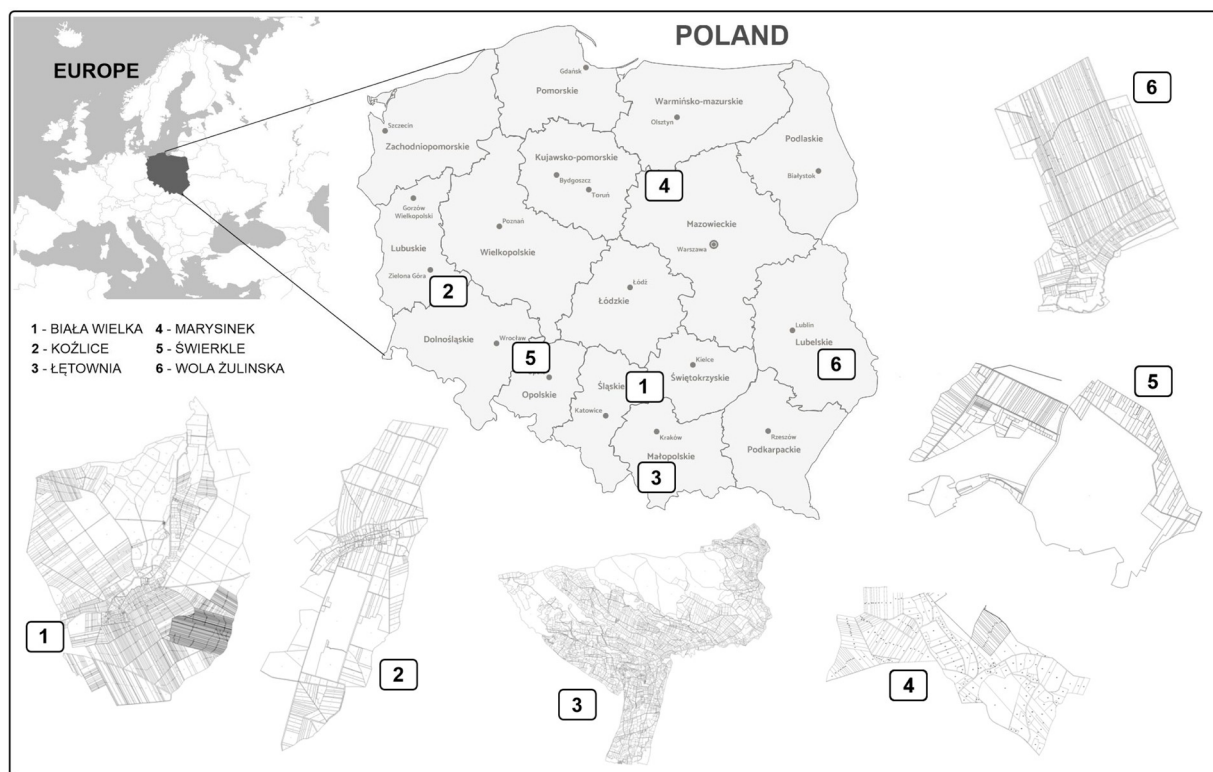 POLAND
EUROPE
Gdańsk
Pomorskie
Warmińsko-mazurskie
Olsztyn
Szczecin
Zachodniopomorskie
Podlaskie
Białystok
Kujawsko-pomorskie
Bydgoszcz
Toruń
4
Gorzów
Wielkopolski
Poznań
Mazowieckie
Warszawa
Lubuskie
Wielkopolskie
Zielona Góra
2
Łódź
Łódzkie
Dolnośląskie
Wrocław
5
Opolskie
Śląskie
1
Katowice
Kielce
Świętokrzyskie
Lublin
Lubelskie
6
Kraków
Małopolskie
3
Rzeszów
Podkarpackie
1 - BIAŁA WIELKA
2 - KOŹLICE
3 - ŁĘTOWNIA
4 - MARYSINEK
5 - ŚWIERKLE
6 - WOLA ŻULINSKA
6
5
1
2
3
4